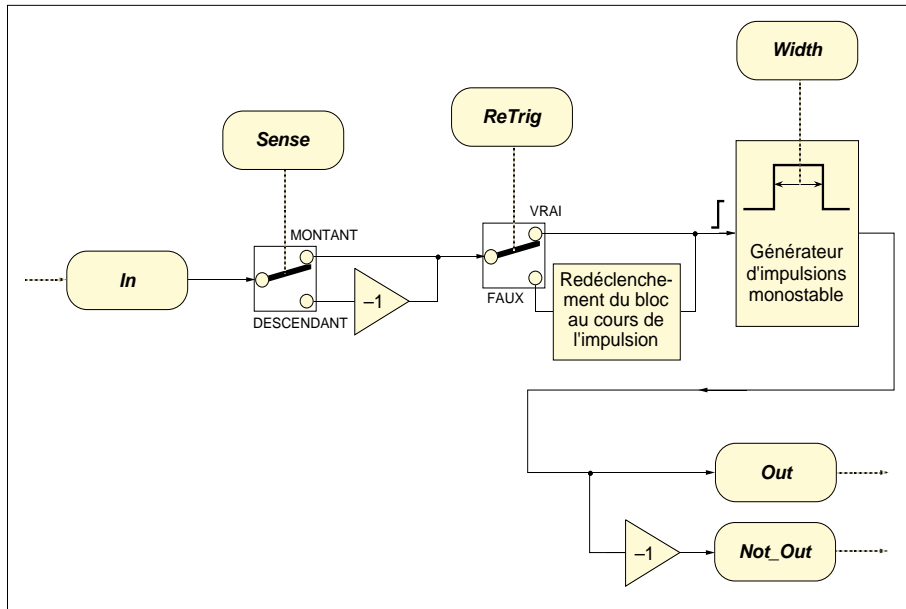 Width
ReTrig
Sense
VRAI
MONTANT
In
–1
DESCENDANT
FAUX
Redéclenche-
ment du bloc
au cours de
l'impulsion
Générateur
d'impulsions
monostable
Out
–1
Not_Out